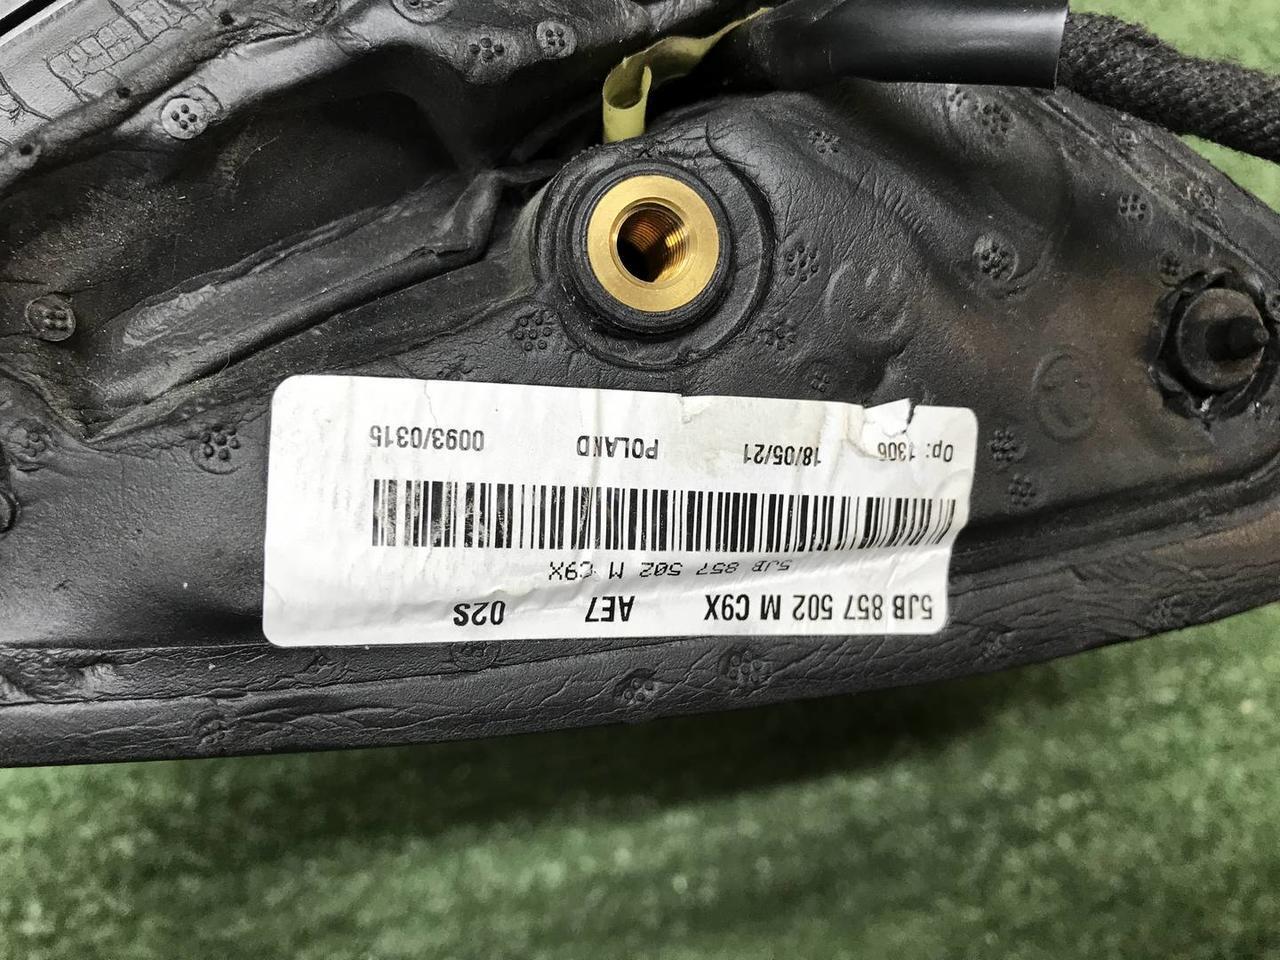 5JB 857 502 M C9X AE7 02S
5JB 857 502 M C9X
Op: 1306 18/05/21 POLAND 0093/0315